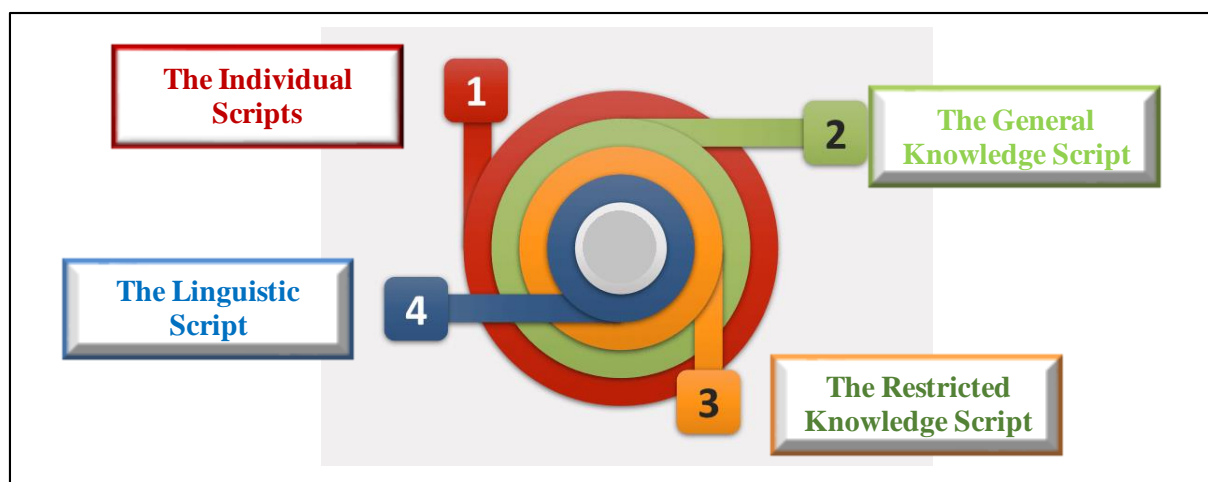 The Individual
Scripts
1
2
The General
Knowledge Script
The Linguistic
Script
4
3
The Restricted
Knowledge Script